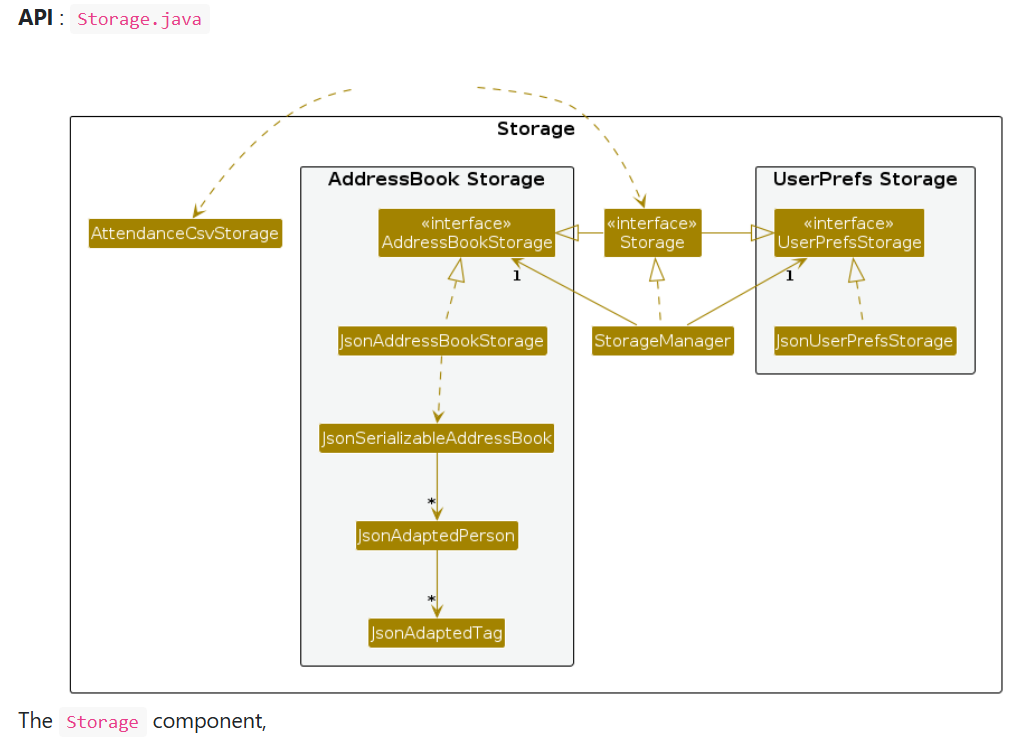 API : Storage.java
Storage
AddressBook Storage
UserPrefs Storage
AttendanceCsvStorage
«interface»
AddressBookStorage
«interface»
Storage
«interface»
UserPrefsStorage
1
1
JsonAddressBookStorage
StorageManager
JsonUserPrefsStorage
JsonSerializableAddressBook
*
JsonAdaptedPerson
*
JsonAdaptedTag
The Storage component,